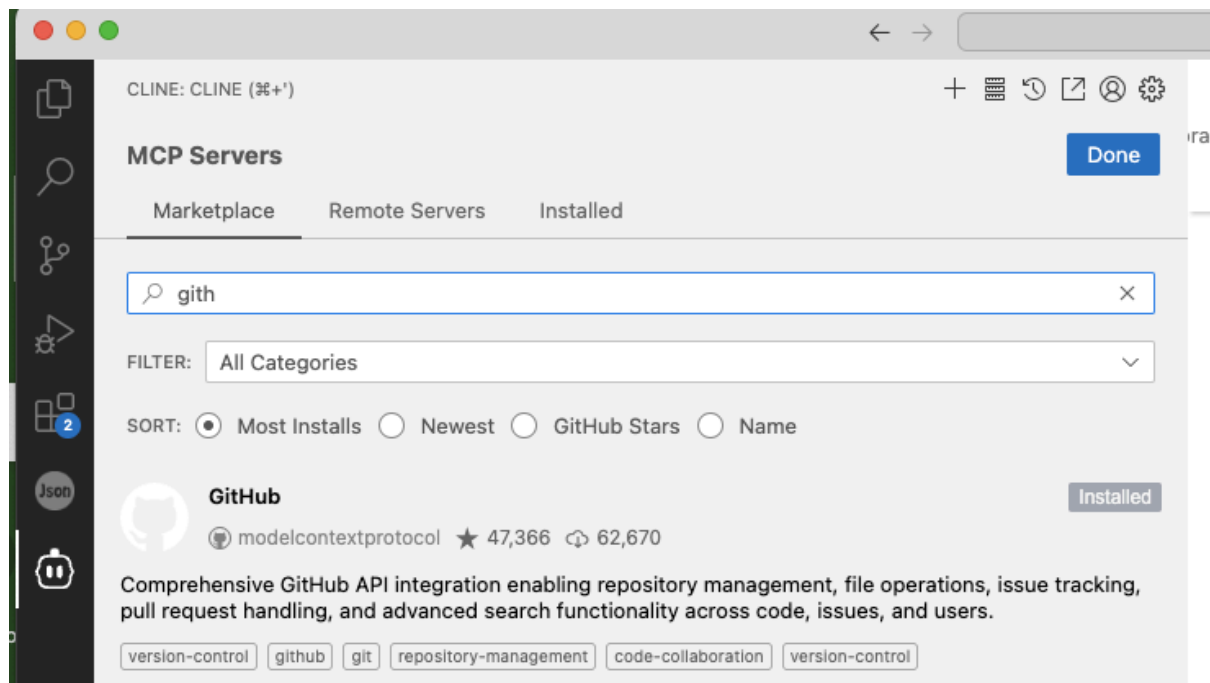 CLINE: CLINE (⌘+')
MCP Servers
Done
Marketplace Remote Servers Installed
gith
FILTER: All Categories
2
SORT: Most Installs Newest GitHub Stars Name
Json
GitHub
Installed
modelcontextprotocol 47,366 62,670
Comprehensive GitHub API integration enabling repository management, file operations, issue tracking,
pull request handling, and advanced search functionality across code, issues, and users.
version-control github git repository-management code-collaboration version-control